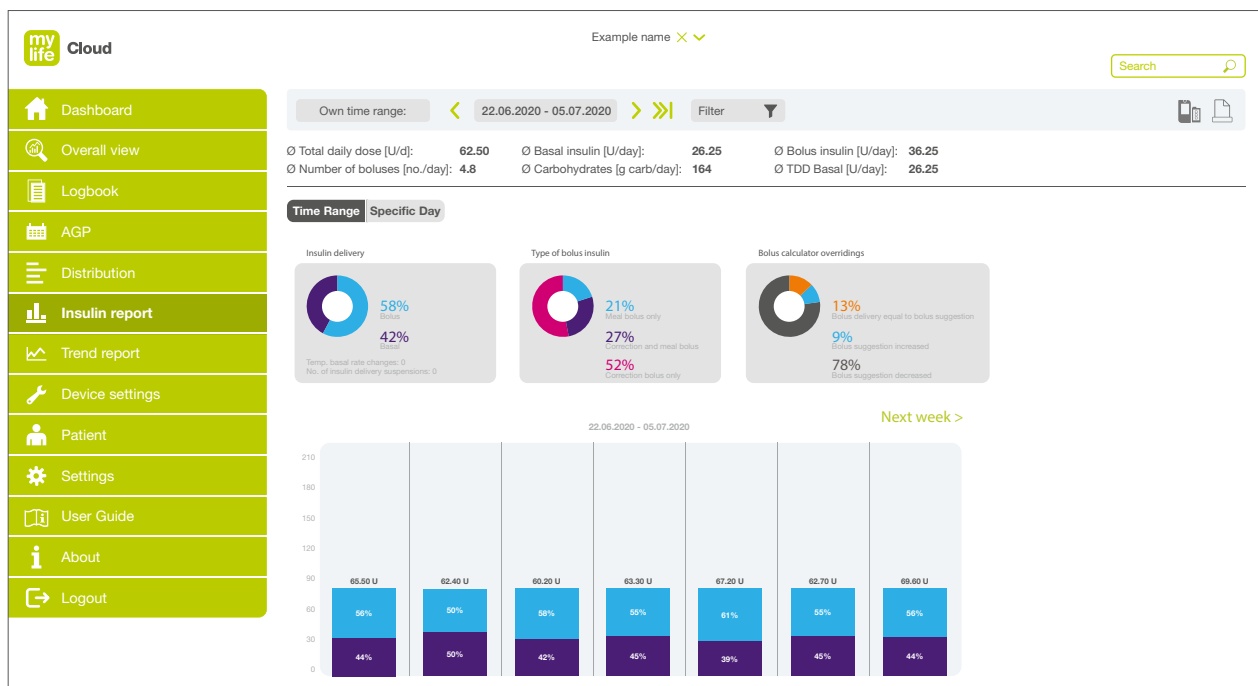 my life Cloud
Example name
Search
Dashboard
Overall view
Logbook
AGP
Distribution
Insulin report
Trend report
Device settings
Patient
Settings
User Guide
About
Logout
Own time range:
22.06.2020 - 05.07.2020
Filter
Ø Total daily dose [U/d]: 62.50 Ø Basal insulin [U/day]: 26.25 Ø Bolus insulin [U/day]: 36.25
Ø Number of boluses [no./day]: 4.8 Ø Carbohydrates [g carb/day]: 164 Ø TDD Basal [U/day]: 26.25
Time Range Specific Day
Insulin delivery
58%
Bolus
42%
Basal
Temp. basal rate changes: 0
No. of insulin delivery suspensions: 0
Type of bolus insulin
21%
Meal bolus only
27%
Correction and meal bolus
52%
Correction bolus only
Bolus calculator overridings
13%
Bolus delivery equal to bolus suggestion
9%
Bolus suggestion increased
78%
Bolus suggestion decreased
Next week >
22.06.2020 - 05.07.2020
210
180
150
120
90
60
30
0
65.50 U 62.40 U 60.20 U 63.30 U 67.20 U 62.70 U 69.60 U
56% 50% 58% 55% 61% 55% 56%
44% 50% 42% 45% 39% 45% 44%